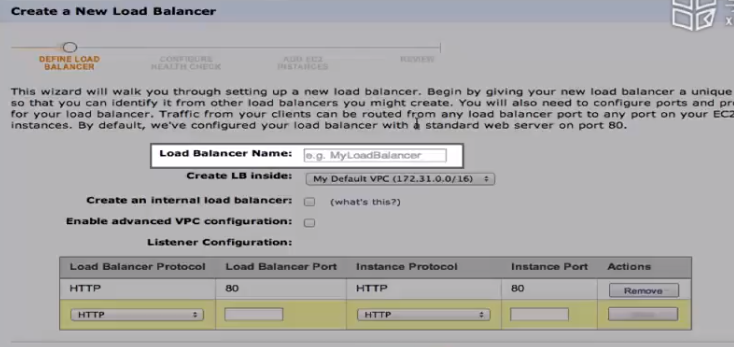 Create a New Load Balancer
DEFINE LOAD BALANCER
CONFIGURE HEALTH CHECK
ADD EC2 INSTANCES
REVIEW
This wizard will walk you through setting up a new load balancer. Begin by giving your new load balancer a unique
so that you can identify it from other load balancers you might create. You will also need to configure ports and pr
for your load balancer. Traffic from your clients can be routed from any load balancer port to any port on your EC2
instances. By default, we've configured your load balancer with a standard web server on port 80.
Load Balancer Name: e.g. MyLoadBalancer
Create LB inside: My Default VPC (172.31.0.0/16)
Create an internal load balancer: (what's this?)
Enable advanced VPC configuration:
Listener Configuration:
Load Balancer Protocol Load Balancer Port Instance Protocol Instance Port Actions
HTTP 80 HTTP 80 Remove
HTTP HTTP